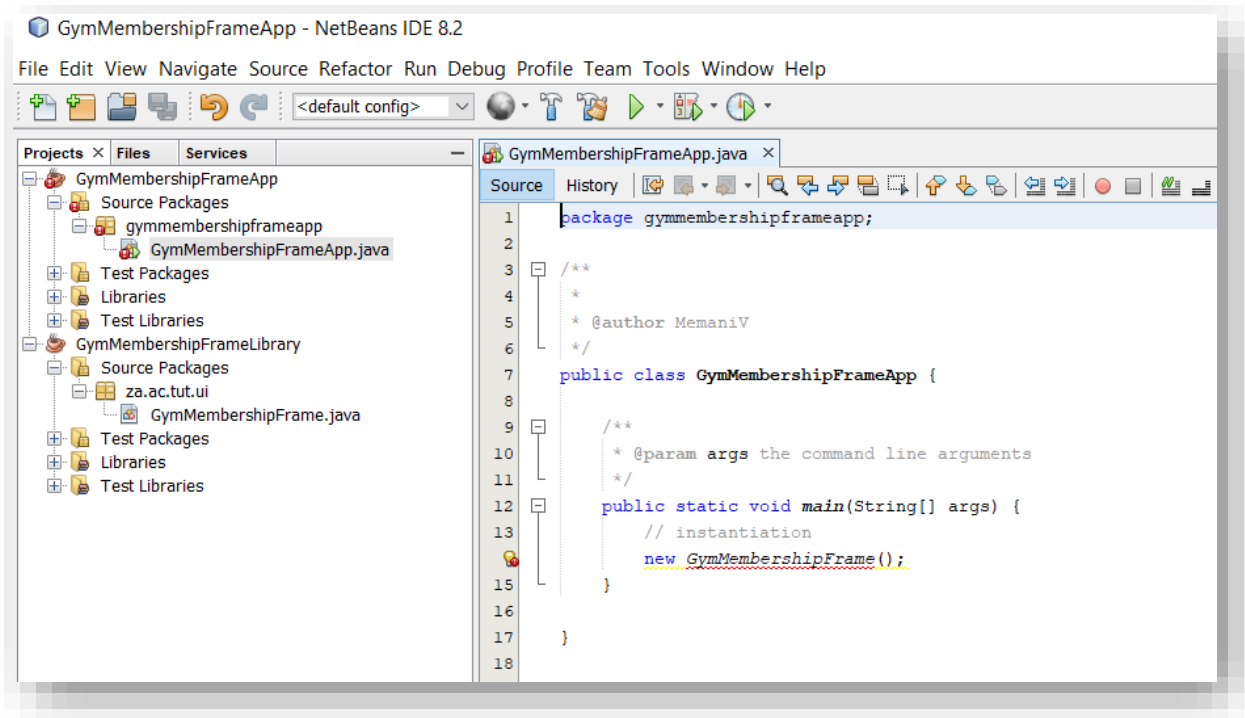 GymMembershipFrameApp - NetBeans IDE 8.2
File Edit View Navigate Source Refactor Run Debug Profile Team Tools Window Help
<default config>
Projects × Files Services
GymMembershipFrameApp
Source Packages
gymmembershipframeapp
GymMembershipFrameApp.java
Test Packages
Libraries
Test Libraries
GymMembershipFrameLibrary
Source Packages
za.ac.tut.ui
GymMembershipFrame.java
Test Packages
Libraries
Test Libraries
GymMembershipFrameApp.java ×
Source History
1 package gymmembershipframeapp;
2
3 /**
4 *
5 * @author MemaniV
6 */
7 public class GymMembershipFrameApp {
8
9 /**
10 * @param args the command line arguments
11 */
12 public static void main(String[] args) {
13 // instantiation
new GymMembershipFrame();
15 }
16
17 }
18